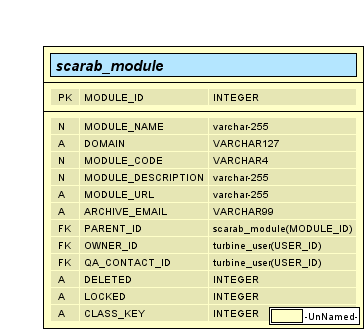 scarab_module
PK MODULE_ID INTEGER
N MODULE_NAME varchar-255
A DOMAIN VARCHAR127
N MODULE_CODE VARCHAR4
N MODULE_DESCRIPTION varchar-255
A MODULE_URL varchar-255
A ARCHIVE_EMAIL VARCHAR99
FK PARENT_ID scarab_module(MODULE_ID)
FK OWNER_ID turbine_user(USER_ID)
FK QA_CONTACT_ID turbine_user(USER_ID)
A DELETED INTEGER
A LOCKED INTEGER
A CLASS_KEY INTEGER
-UnNamed-